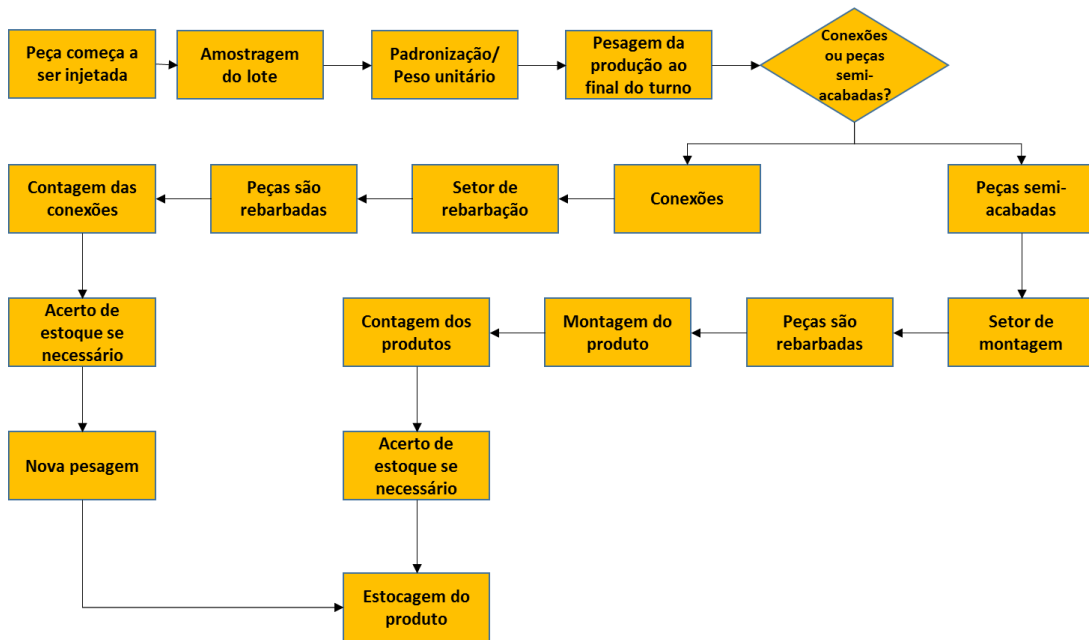 Peça começa a
ser injetada
Amostragem
do lote
Padronização/
Peso unitário
Pesagem da
produção ao
final do turno
Conexões
ou peças
semi-
acabadas?
Contagem das
conexões
Peças são
rebarbadas
Setor de
rebarbação
Conexões
Peças semi-
acabadas
Acerto de
estoque se
necessário
Contagem dos
produtos
Montagem do
produto
Peças são
rebarbadas
Setor de
montagem
Nova pesagem
Acerto de
estoque se
necessário
Estocagem do
produto